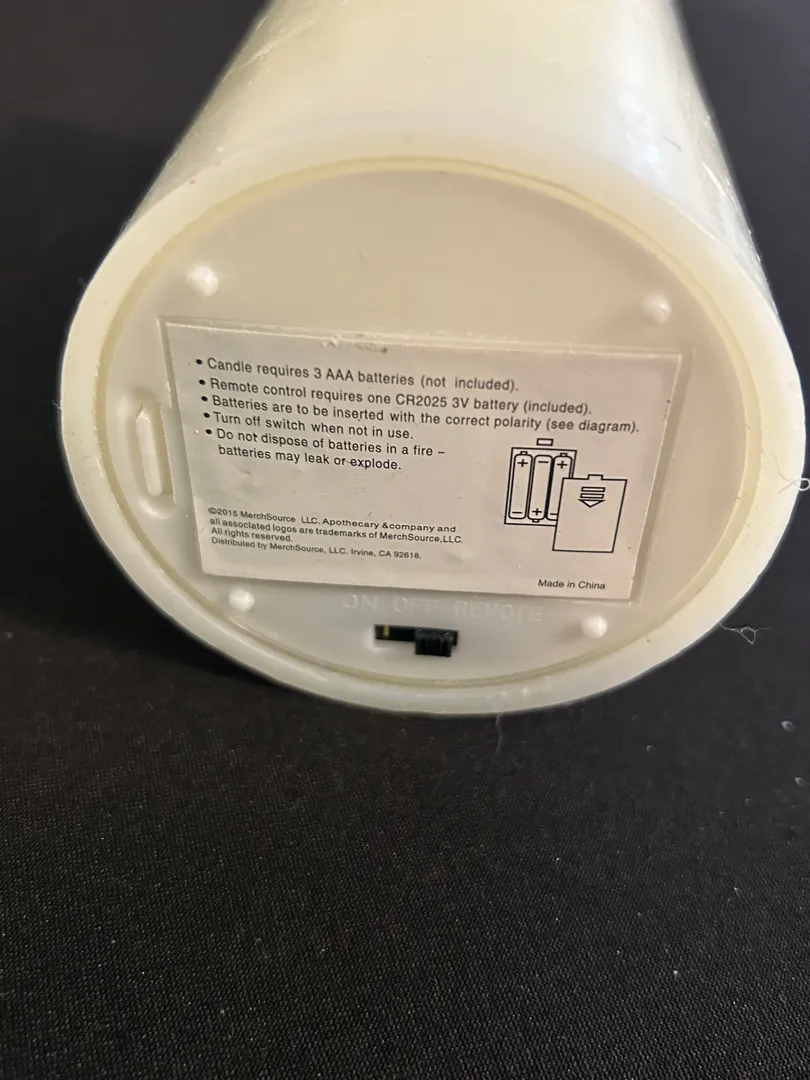 • Candle requires 3 AAA batteries (not included).
• Remote control requires one CR2025 3V battery (included).
• Batteries are to be inserted with the correct polarity (see diagram).
• Turn off switch when not in use.
• Do not dispose of batteries in a fire –
batteries may leak or explode.
©2015 MerchSource LLC. Apothecary &company and
all associated logos are trademarks of MerchSource,LLC.
All rights reserved.
Distributed by MerchSource, LLC. Irvine, CA 92618.
Made in China
ON OFF REMOTE